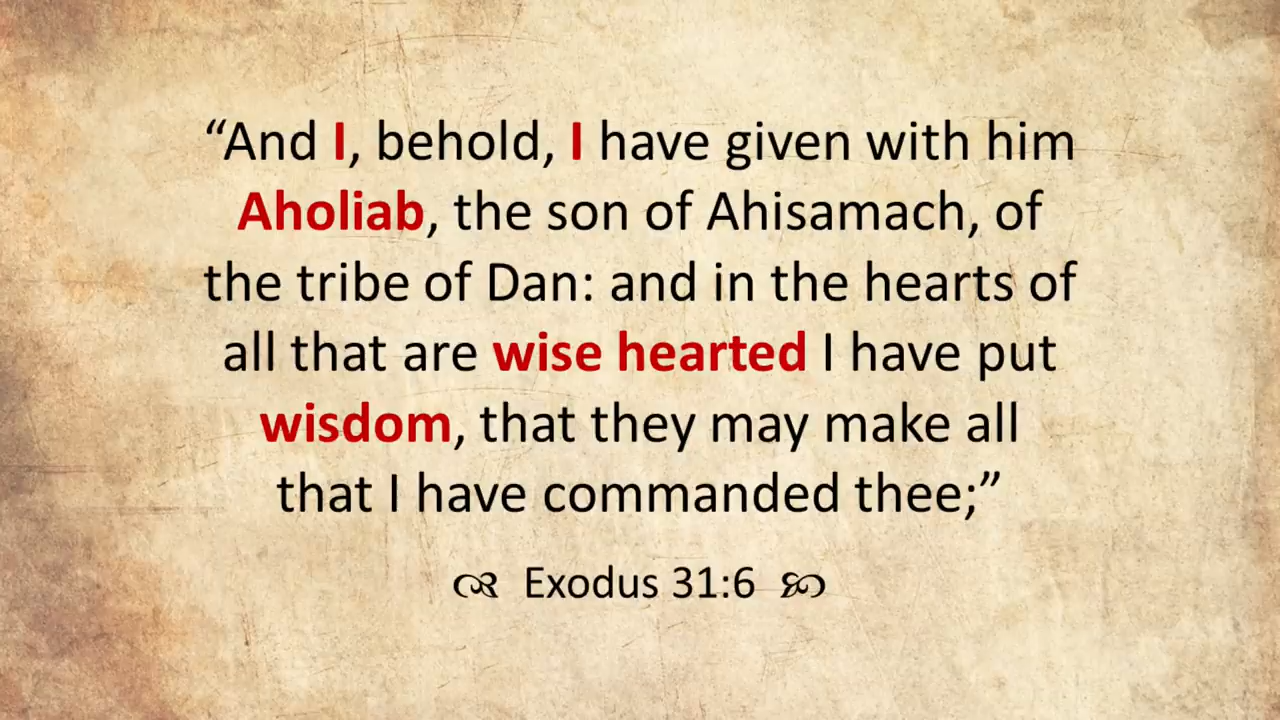 “And I, behold, I have given with him
Aholiab, the son of Ahisamach, of
the tribe of Dan: and in the hearts of
all that are wise hearted I have put
wisdom, that they may make all
that I have commanded thee;”
Exodus 31:6